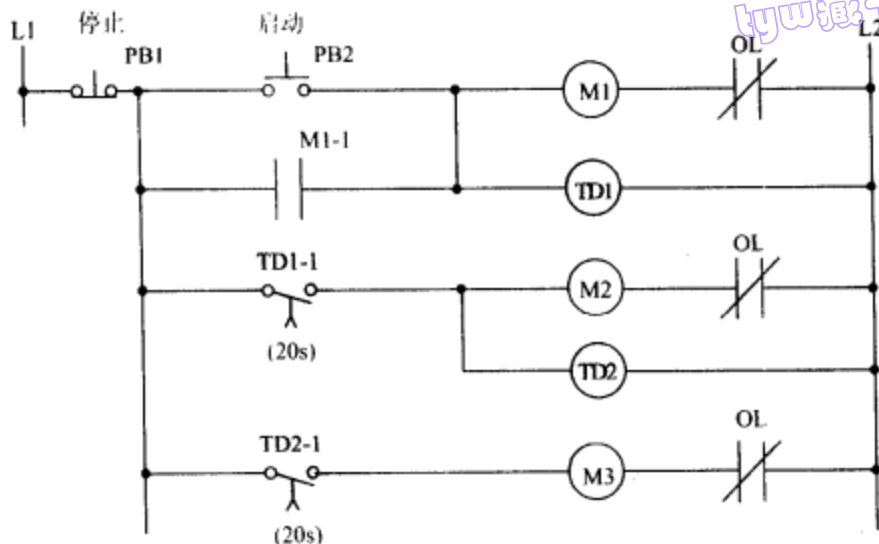 L1 停止 启动 L2
PB1 PB2 OL
M1
M1-1
TD1
TD1-1 OL
M2
(20s)
TD2
TD2-1 OL
M3
(20s)